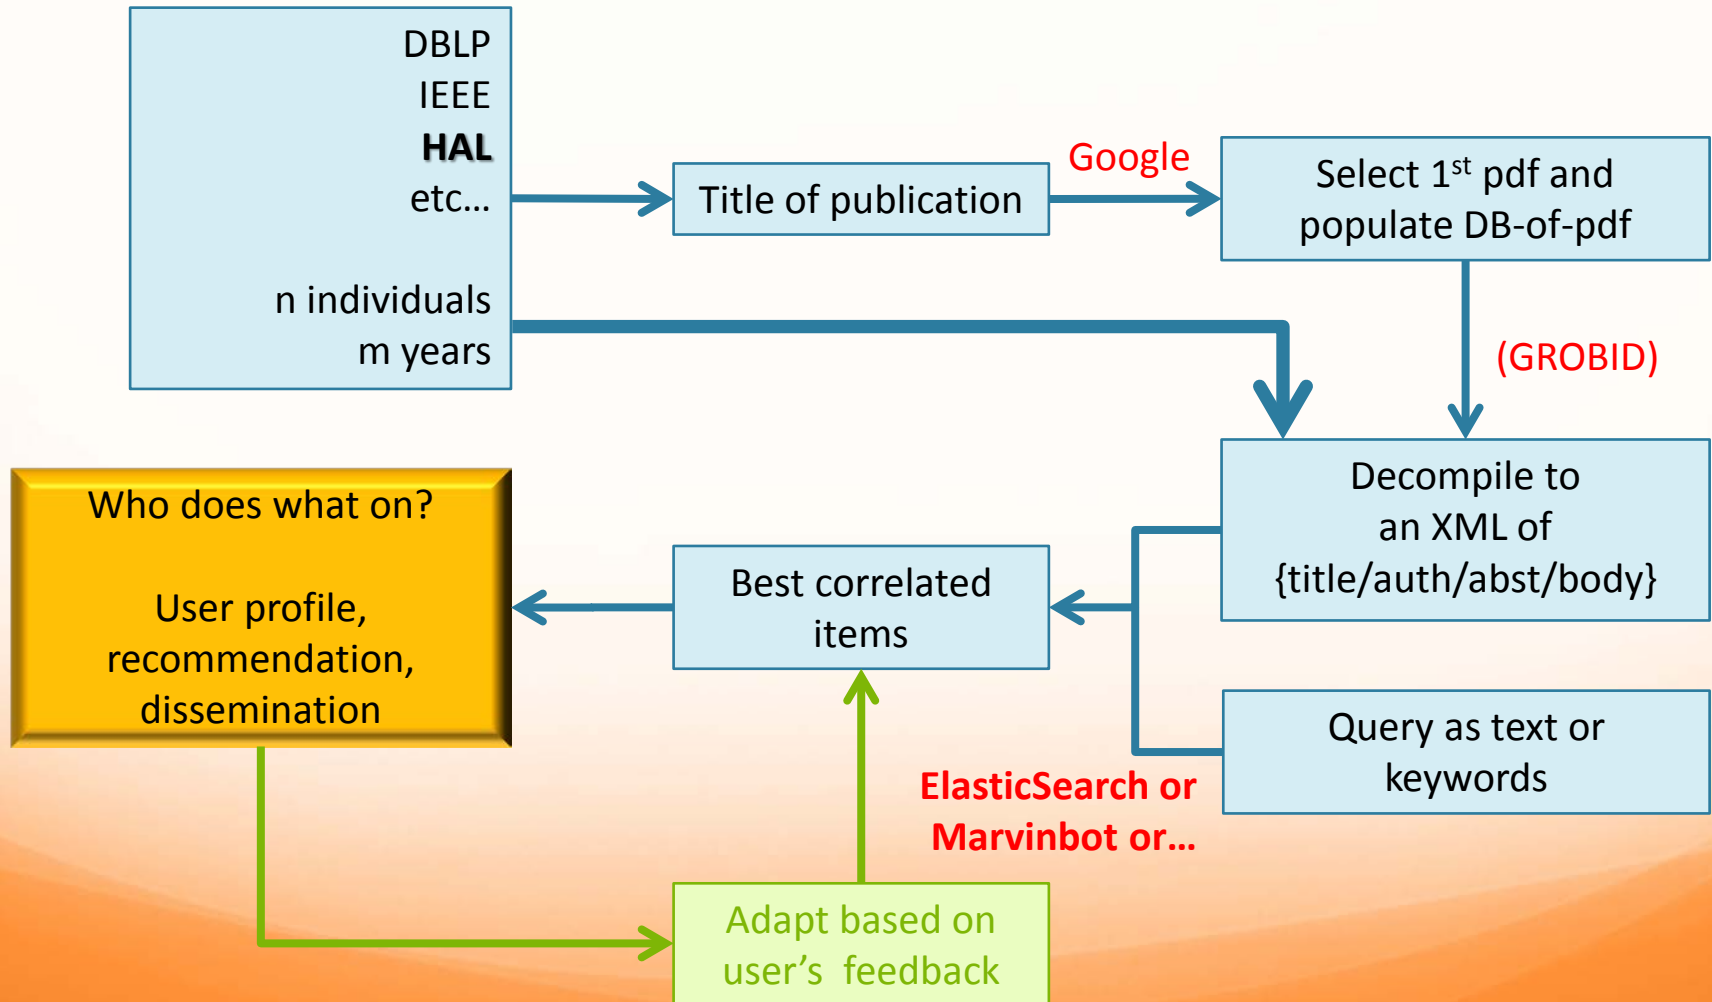 DBLP
IEEE
HAL
etc...
n individuals
m years
Title of publication
Google
Select 1st pdf and
populate DB-of-pdf
(GROBID)
Decompile to
an XML of
{title/auth/abst/body}
Who does what on?
User profile,
recommendation,
dissemination
Best correlated
items
Query as text or
keywords
ElasticSearch or
Marvinbot or...
Adapt based on
user's feedback